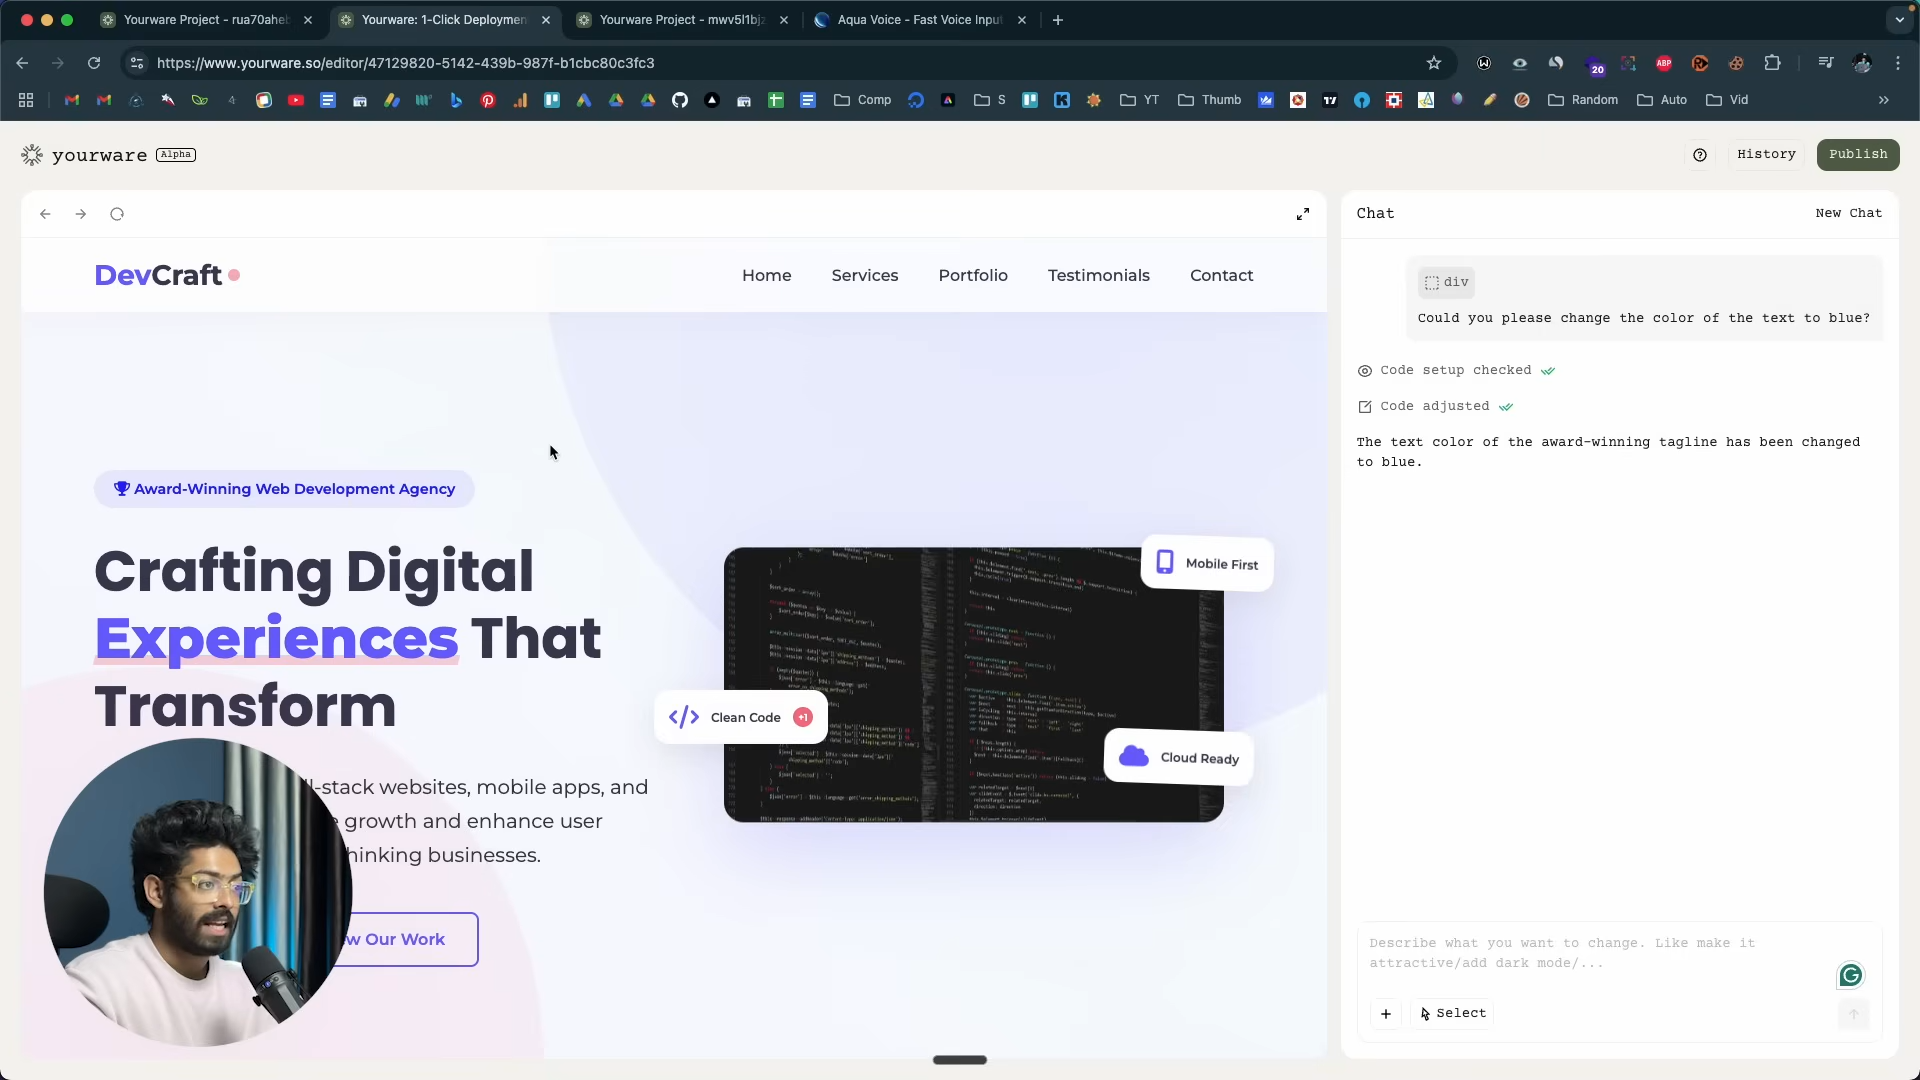 Yourware Project - rua70aheb
Yourware: 1-Click Deploymen
Yourware Project - mwv5l1bjz
Aqua Voice - Fast Voice Input
https://www.yourware.so/editor/47129820-5142-439b-987f-b1cbc80c3fc3
20
ABP
Comp
S
YT
Thumb
Random
Auto
Vid
yourware Alpha
History
Publish
Chat
New Chat
DevCraft
Home
Services
Portfolio
Testimonials
Contact
div
Could you please change the color of the text to blue?
Code setup checked
Code adjusted
The text color of the award-winning tagline has been changed
to blue.
Award-Winning Web Development Agency
Crafting Digital
Experiences That
Transform
l-stack websites, mobile apps, and
growth and enhance user
hinking businesses.
w Our Work
Mobile First
</> Clean Code +1
Cloud Ready
Describe what you want to change. Like make it
attractive/add dark mode/...
+ Select